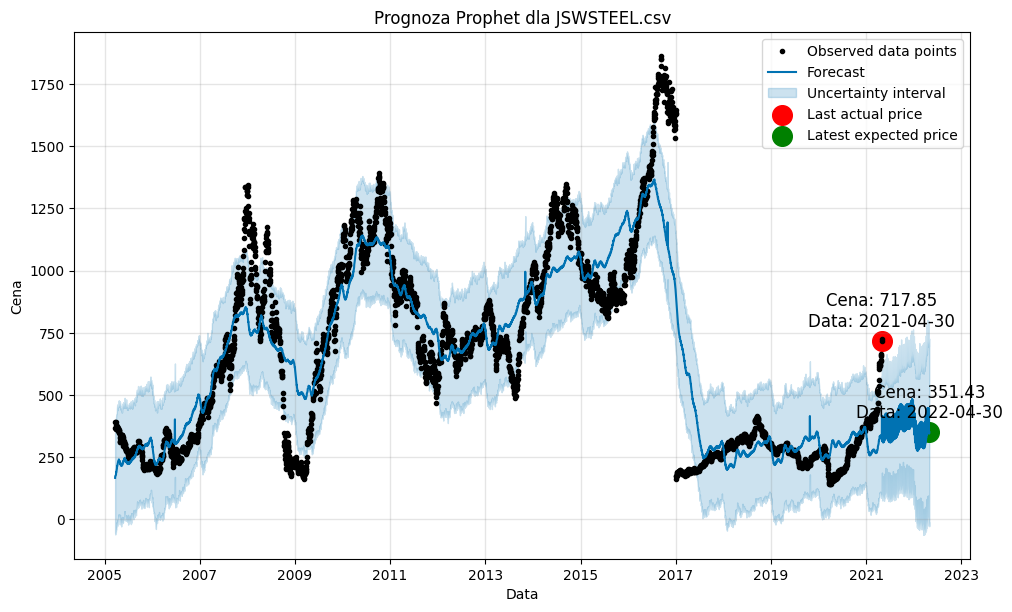 Prognoza Prophet dla JSWSTEEL.csv
Observed data points
Forecast
Uncertainty interval
Last actual price
Latest expected price
Cena
1750
1500
1250
1000
750
500
250
0
Cena: 717.85
Data: 2021-04-30
Cena: 351.43
Data: 2022-04-30
2005
2007
2009
2011
2013
2015
2017
2019
2021
2023
Data